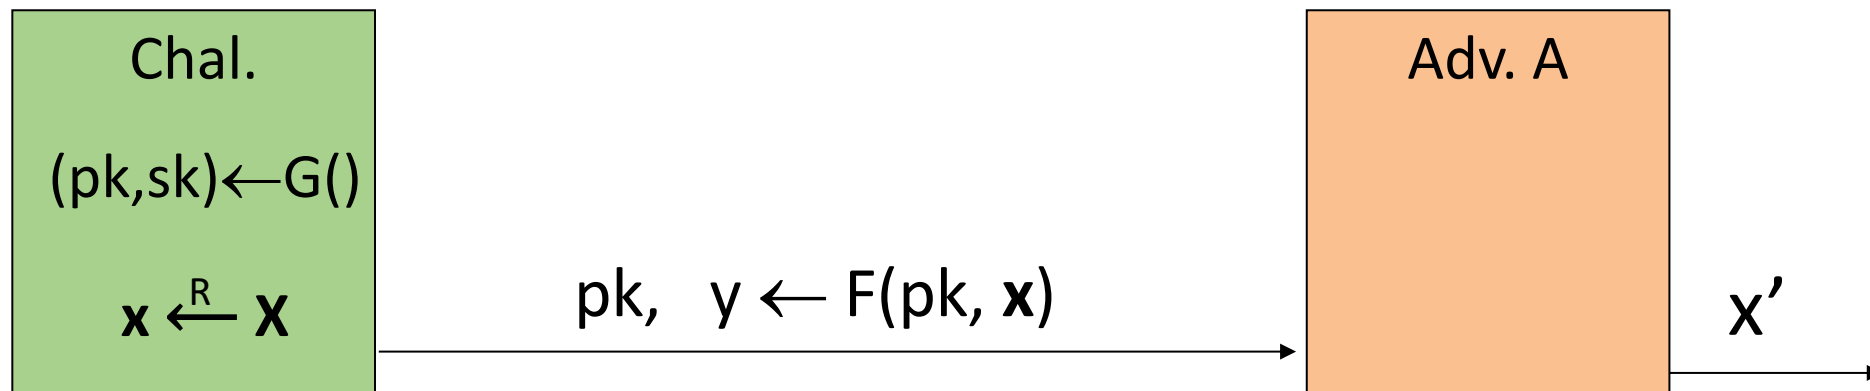 Chal.
(pk,sk)←G()
x ←R X
pk, y ← F(pk, x)
Adv. A
x’